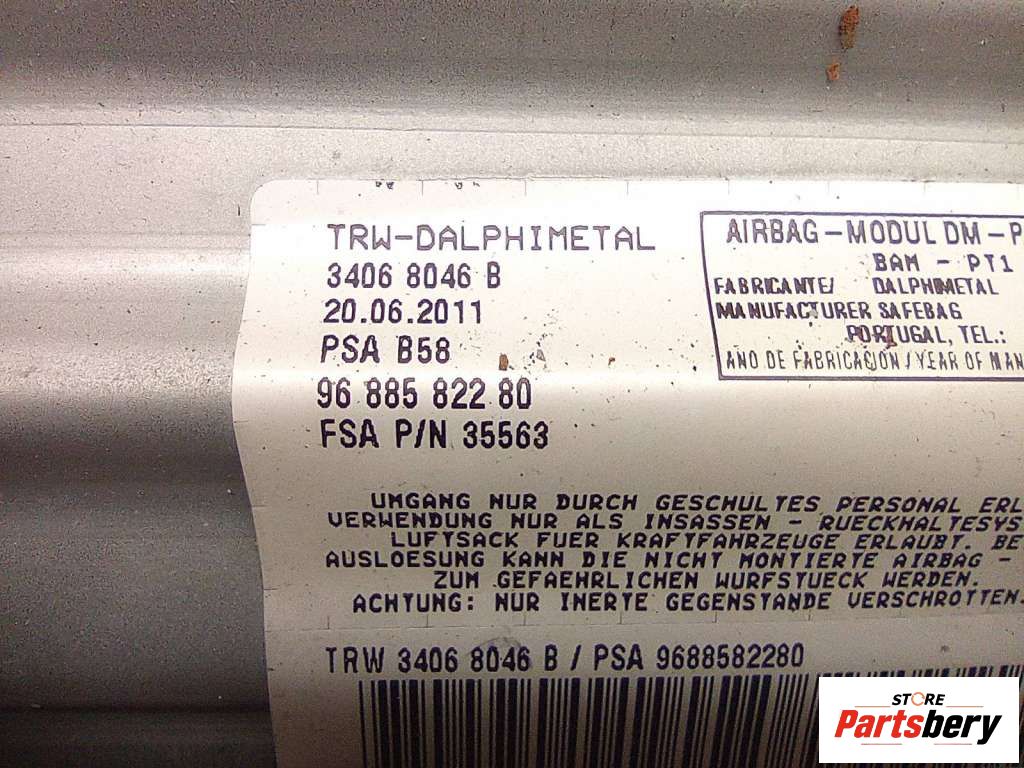 TRW-DALPHIMETAL
3406 8046 B
20.06.2011
PSA B58
96 885 822 80
FSA P/N 35563
AIRBAG-MODUL DM-P
BAM - PT1
FABRICANTE/ DALPHIMETAL
MANUFACTURER SAFEBAG
PORTUGAL, TEL.:
ANO DE FABRICACION / YEAR OF MAN
UMGANG NUR DURCH GESCHULTES PERSONAL ERL
VERWENDUNG NUR ALS INSASSEN - RUECKHALTESYS
LUFTSACK FUER KRAFTFAHRZEUGE ERLAUBT. BE
AUSLOESUNG KANN DIE NICHT MONTIERTE AIRBAG -
ZUM GEFAEHRLICHEN WURFSTUECK WERDEN.
ACHTUNG: NUR INERTE GEGENSTANDE VERSCHROTTEN.
TRW 3406 8046 B / PSA 9688582280
STORE
Partsbery